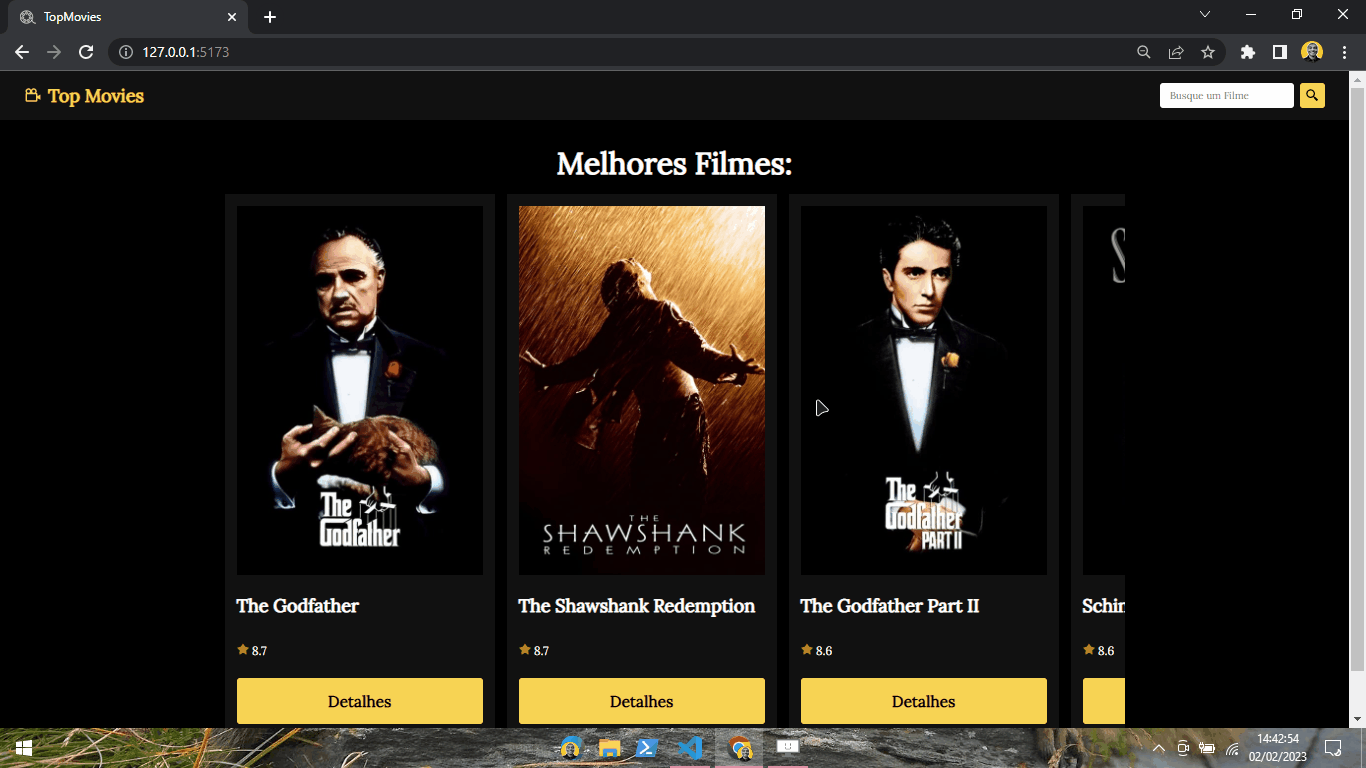 TopMovies
127.0.0.1:5173
Top Movies
Busque um Filme
Melhores Filmes:
The
Godfather
THE
SHAWSHANK
REDEMPTION
The
Godfather
PART II
S
The Godfather
The Shawshank Redemption
The Godfather Part II
Schin
8.7
8.7
8.6
8.6
Detalhes
Detalhes
Detalhes
14:42:54
02/02/2023